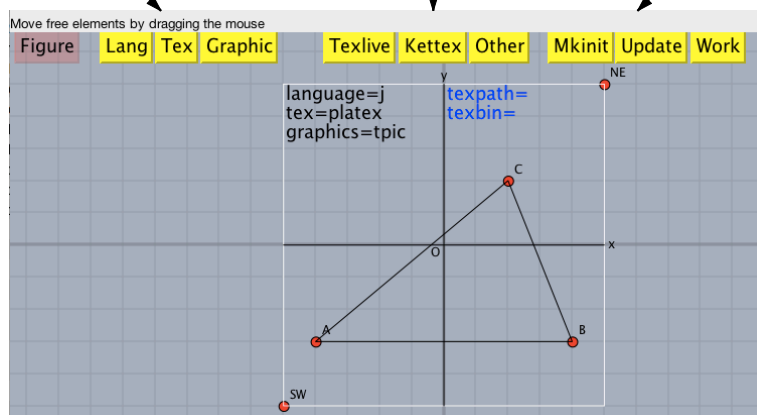 Move free elements by dragging the mouse
Figure Lang Tex Graphic Texlive Kettex Other Mkinit Update Work
y
NE
language=j
tex=platex
graphics=tpic
texpath=
texbin=
C
x
O
A
B
SW